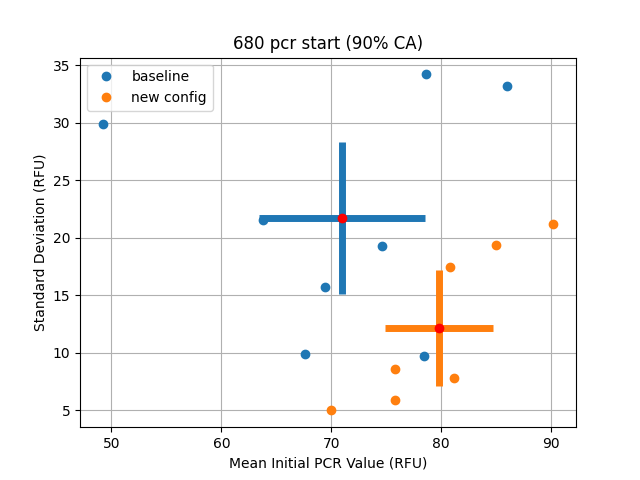 680 pcr start (90% CA)
baseline
new config
35
30
25
20
15
10
5
Standard Deviation (RFU)
50
60
70
80
90
Mean Initial PCR Value (RFU)